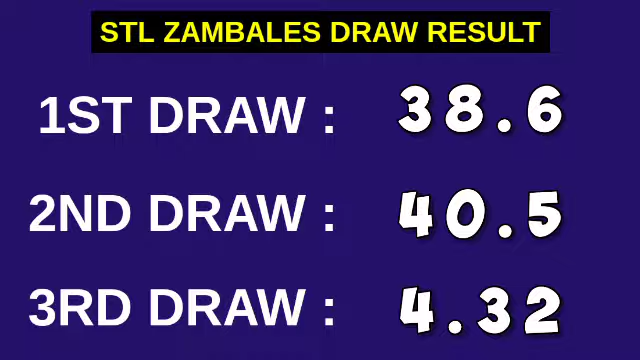 STL ZAMBALES DRAW RESULT
1ST DRAW : 38.6
2ND DRAW : 40.5
3RD DRAW : 4.32